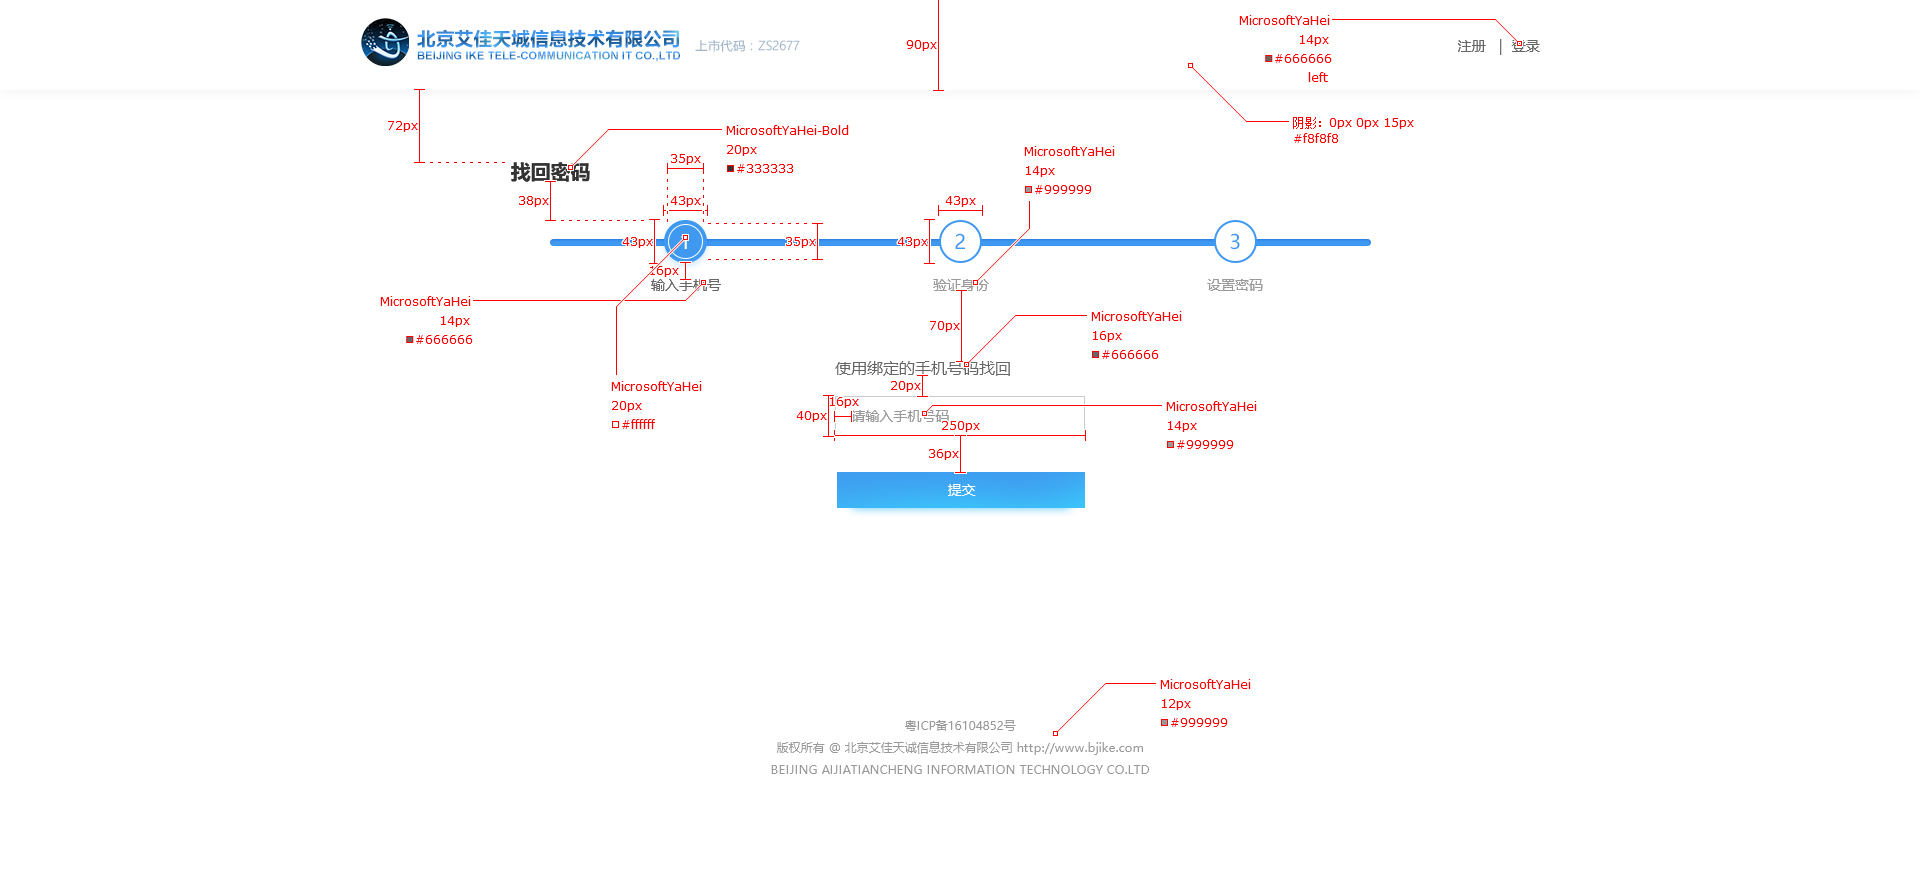 北京艾佳天诚信息技术有限公司
BEIJING IKE TELE-COMMUNICATION IT CO.,LTD
上市代码：ZS2677
90px
MicrosoftYaHei
14px
#666666
left
注册 | 登录
阴影：0px 0px 15px
#f8f8f8
72px
找回密码
MicrosoftYaHei-Bold
20px
#333333
38px
35px
43px
43px
1
35px
16px
输入手机号
MicrosoftYaHei
14px
#999999
43px
43px
2
验证身份
3
设置密码
MicrosoftYaHei
14px
#666666
MicrosoftYaHei
20px
#ffffff
70px
MicrosoftYaHei
16px
#666666
使用绑定的手机号码找回
20px
16px
40px
请输入手机号码
250px
MicrosoftYaHei
14px
#999999
36px
提交
MicrosoftYaHei
12px
#999999
粤ICP备16104852号
版权所有 @ 北京艾佳天诚信息技术有限公司 http://www.bjike.com
BEIJING AIJIATIANCHENG INFORMATION TECHNOLOGY CO.LTD